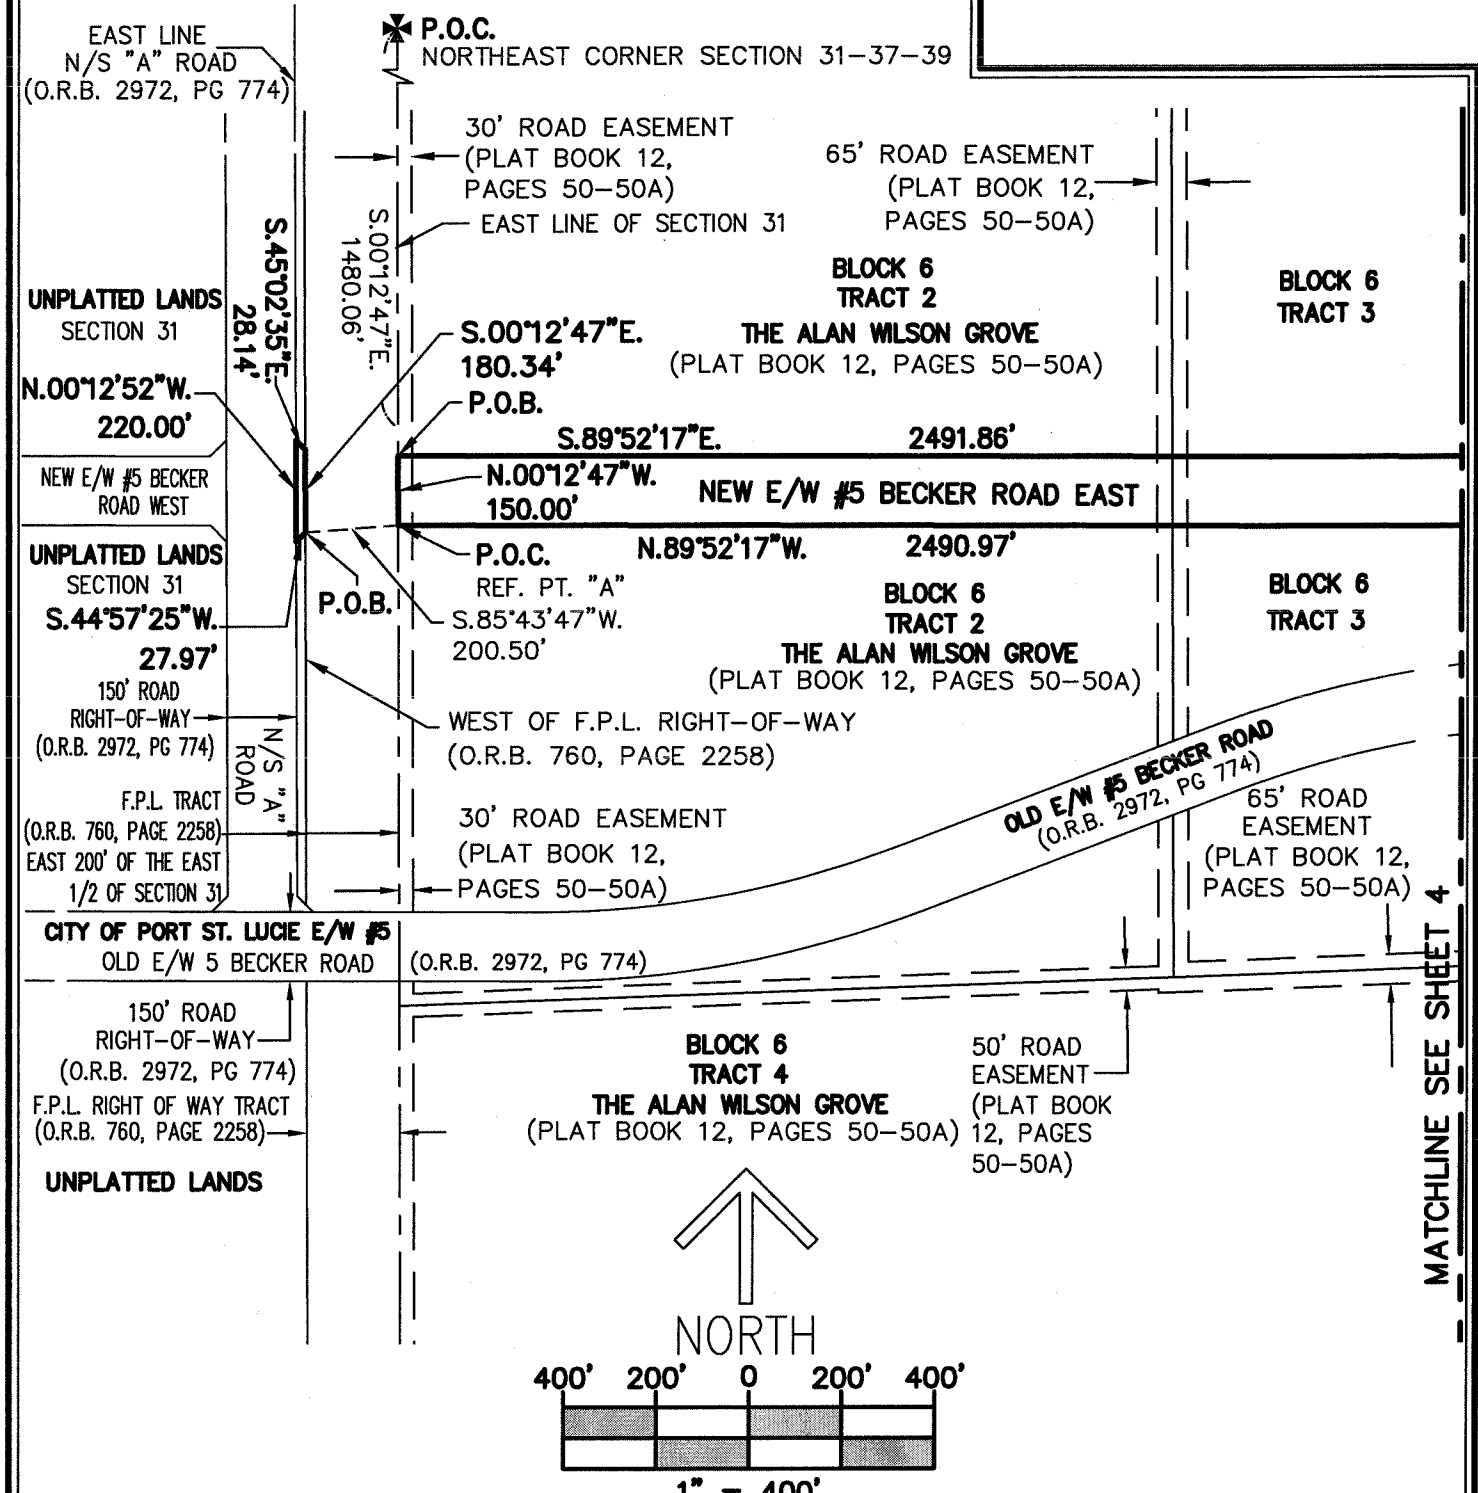 P.O.C.
NORTHEAST CORNER SECTION 31-37-39
EAST LINE
N/S "A" ROAD
(O.R.B. 2972, PG 774)
30' ROAD EASEMENT
(PLAT BOOK 12,
PAGES 50-50A)
65' ROAD EASEMENT
(PLAT BOOK 12,
PAGES 50-50A)
EAST LINE OF SECTION 31
S.00°12'47"E.
1480.06'
S.45°02'35"E.
28.14'
UNPLATTED LANDS
SECTION 31
BLOCK 6
TRACT 2
THE ALAN WILSON GROVE
(PLAT BOOK 12, PAGES 50-50A)
BLOCK 6
TRACT 3
S.00°12'47"E.
180.34'
N.00°12'52"W.
220.00'
P.O.B.
S.89°52'17"E.
2491.86'
NEW E/W #5 BECKER
ROAD WEST
N.00°12'47"W.
150.00'
NEW E/W #5 BECKER ROAD EAST
N.89°52'17"W.
2490.97'
UNPLATTED LANDS
SECTION 31
P.O.C.
REF. PT. "A"
P.O.B.
S.85°43'47"W.
200.50'
S.44°57'25"W.
27.97'
BLOCK 6
TRACT 2
THE ALAN WILSON GROVE
(PLAT BOOK 12, PAGES 50-50A)
BLOCK 6
TRACT 3
150' ROAD
RIGHT-OF-WAY
(O.R.B. 2972, PG 774)
N/S "A"
ROAD
WEST OF F.P.L. RIGHT-OF-WAY
(O.R.B. 760, PAGE 2258)
OLD E/W #5 BECKER ROAD
(O.R.B. 2972, PG 774)
F.P.L. TRACT
(O.R.B. 760, PAGE 2258)
EAST 200' OF THE EAST
1/2 OF SECTION 31
30' ROAD EASEMENT
(PLAT BOOK 12,
PAGES 50-50A)
65' ROAD
EASEMENT
(PLAT BOOK 12,
PAGES 50-50A)
CITY OF PORT ST. LUCIE E/W #5
OLD E/W 5 BECKER ROAD
(O.R.B. 2972, PG 774)
150' ROAD
RIGHT-OF-WAY
(O.R.B. 2972, PG 774)
F.P.L. RIGHT OF WAY TRACT
(O.R.B. 760, PAGE 2258)
UNPLATTED LANDS
BLOCK 6
TRACT 4
THE ALAN WILSON GROVE
(PLAT BOOK 12, PAGES 50-50A)
50' ROAD
EASEMENT
(PLAT BOOK
12, PAGES
50-50A)
MATCHLINE SEE SHEET 4
NORTH
400' 200' 0 200' 400'
1" = 400'